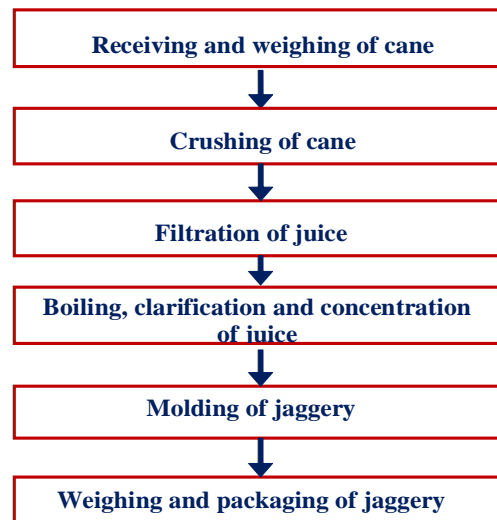 Receiving and weighing of cane
Crushing of cane
Filtration of juice
Boiling, clarification and concentration
of juice
Molding of jaggery
Weighing and packaging of jaggery